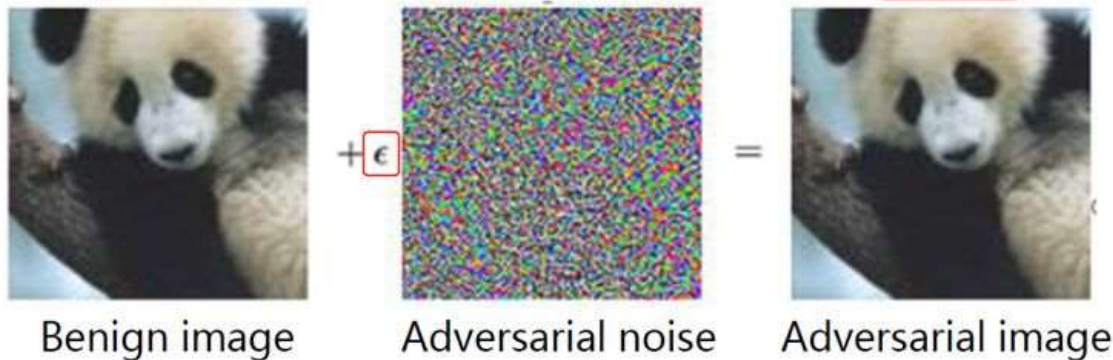 + ϵ
=
Benign image
Adversarial noise
Adversarial image